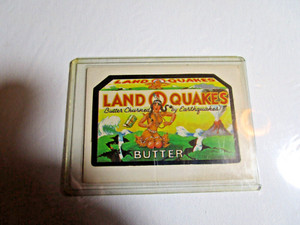 LAND QUAKES
LAND QUAKES
Butter Churned by Earthquakes!
BUTTER